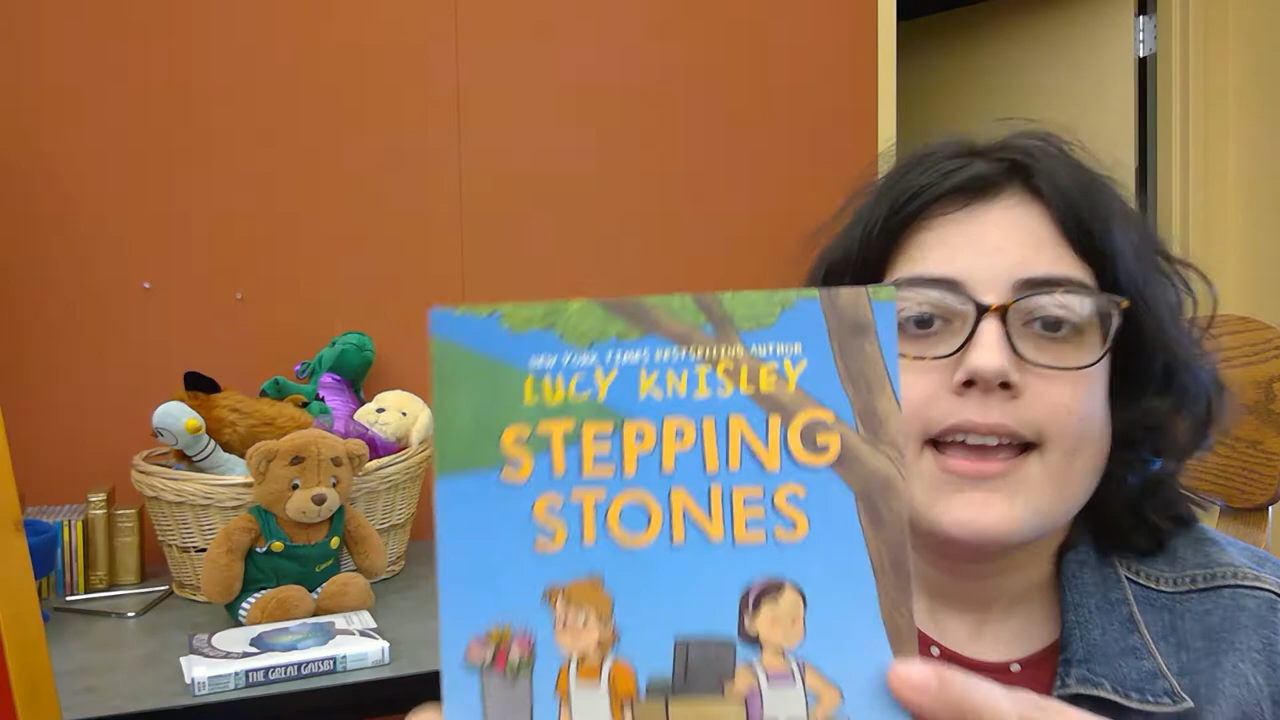 NEW YORK TIMES BESTSELLING AUTHOR
LUCY KNISLEY
STEPPING
STONES
THE GREAT GATSBY